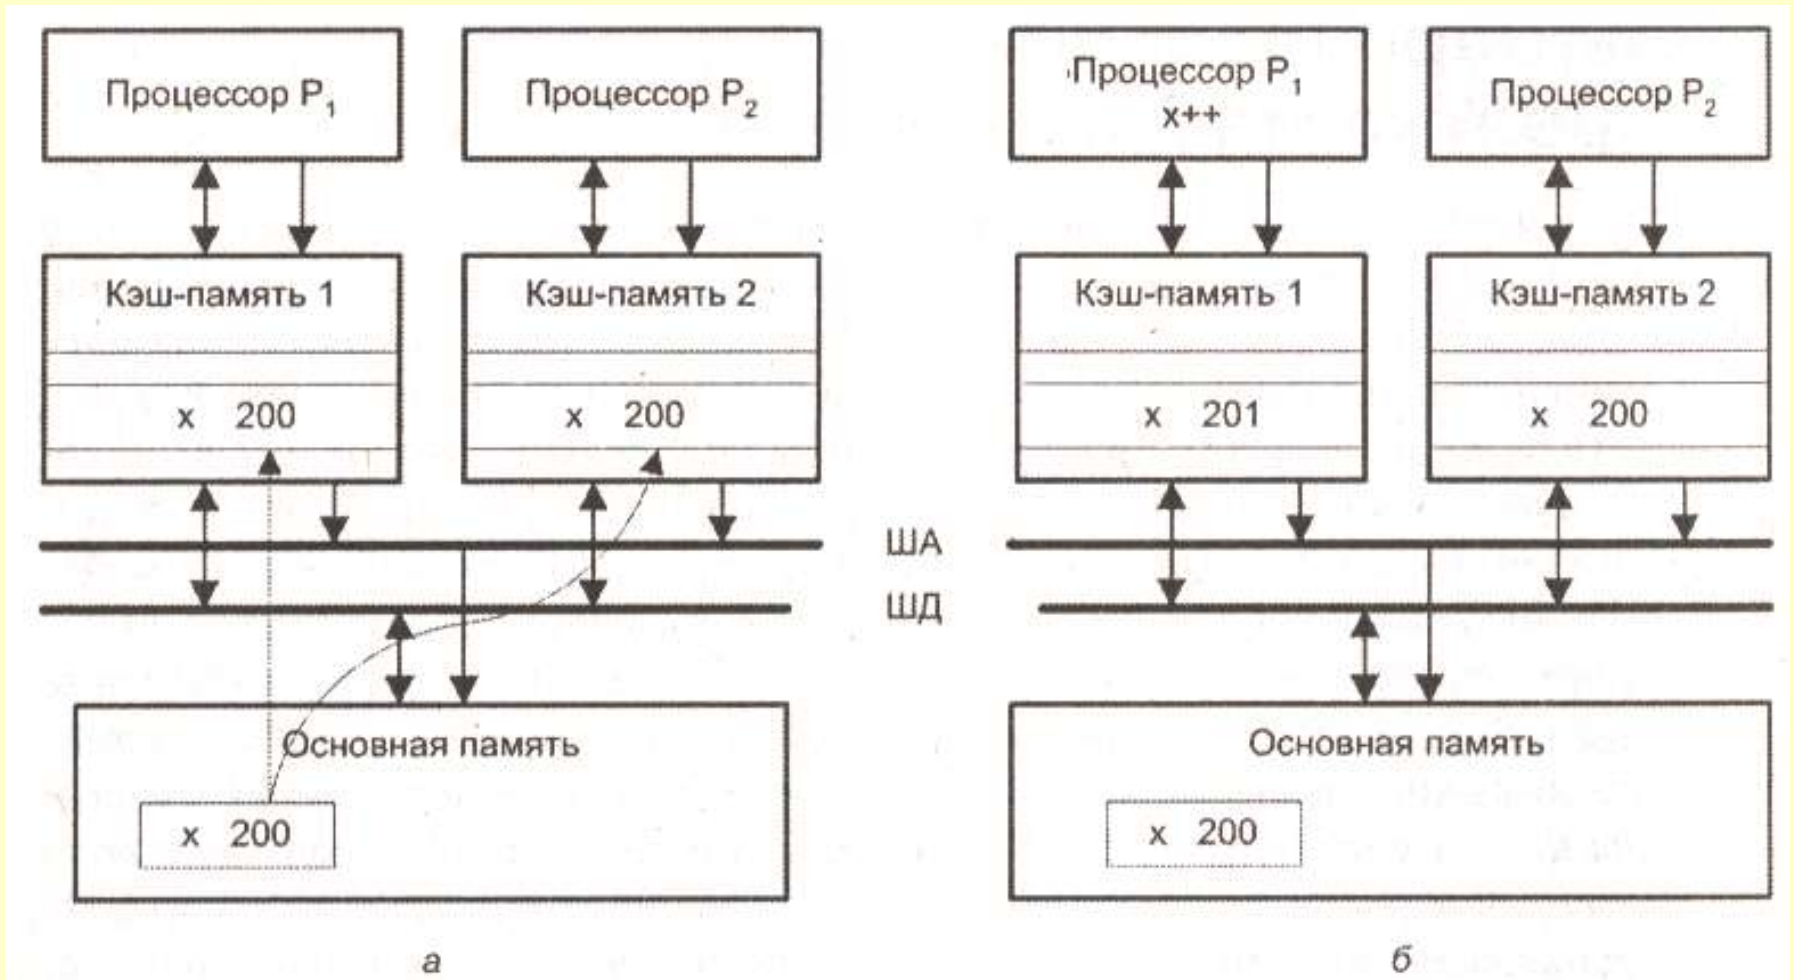 Процессор P1
Процессор P2
Кэш-память 1
Кэш-память 2
x 200
x 200
Основная память
x 200
а
ША
ШД
Процессор P1
x++
Процессор P2
Кэш-память 1
Кэш-память 2
x 201
x 200
Основная память
x 200
б